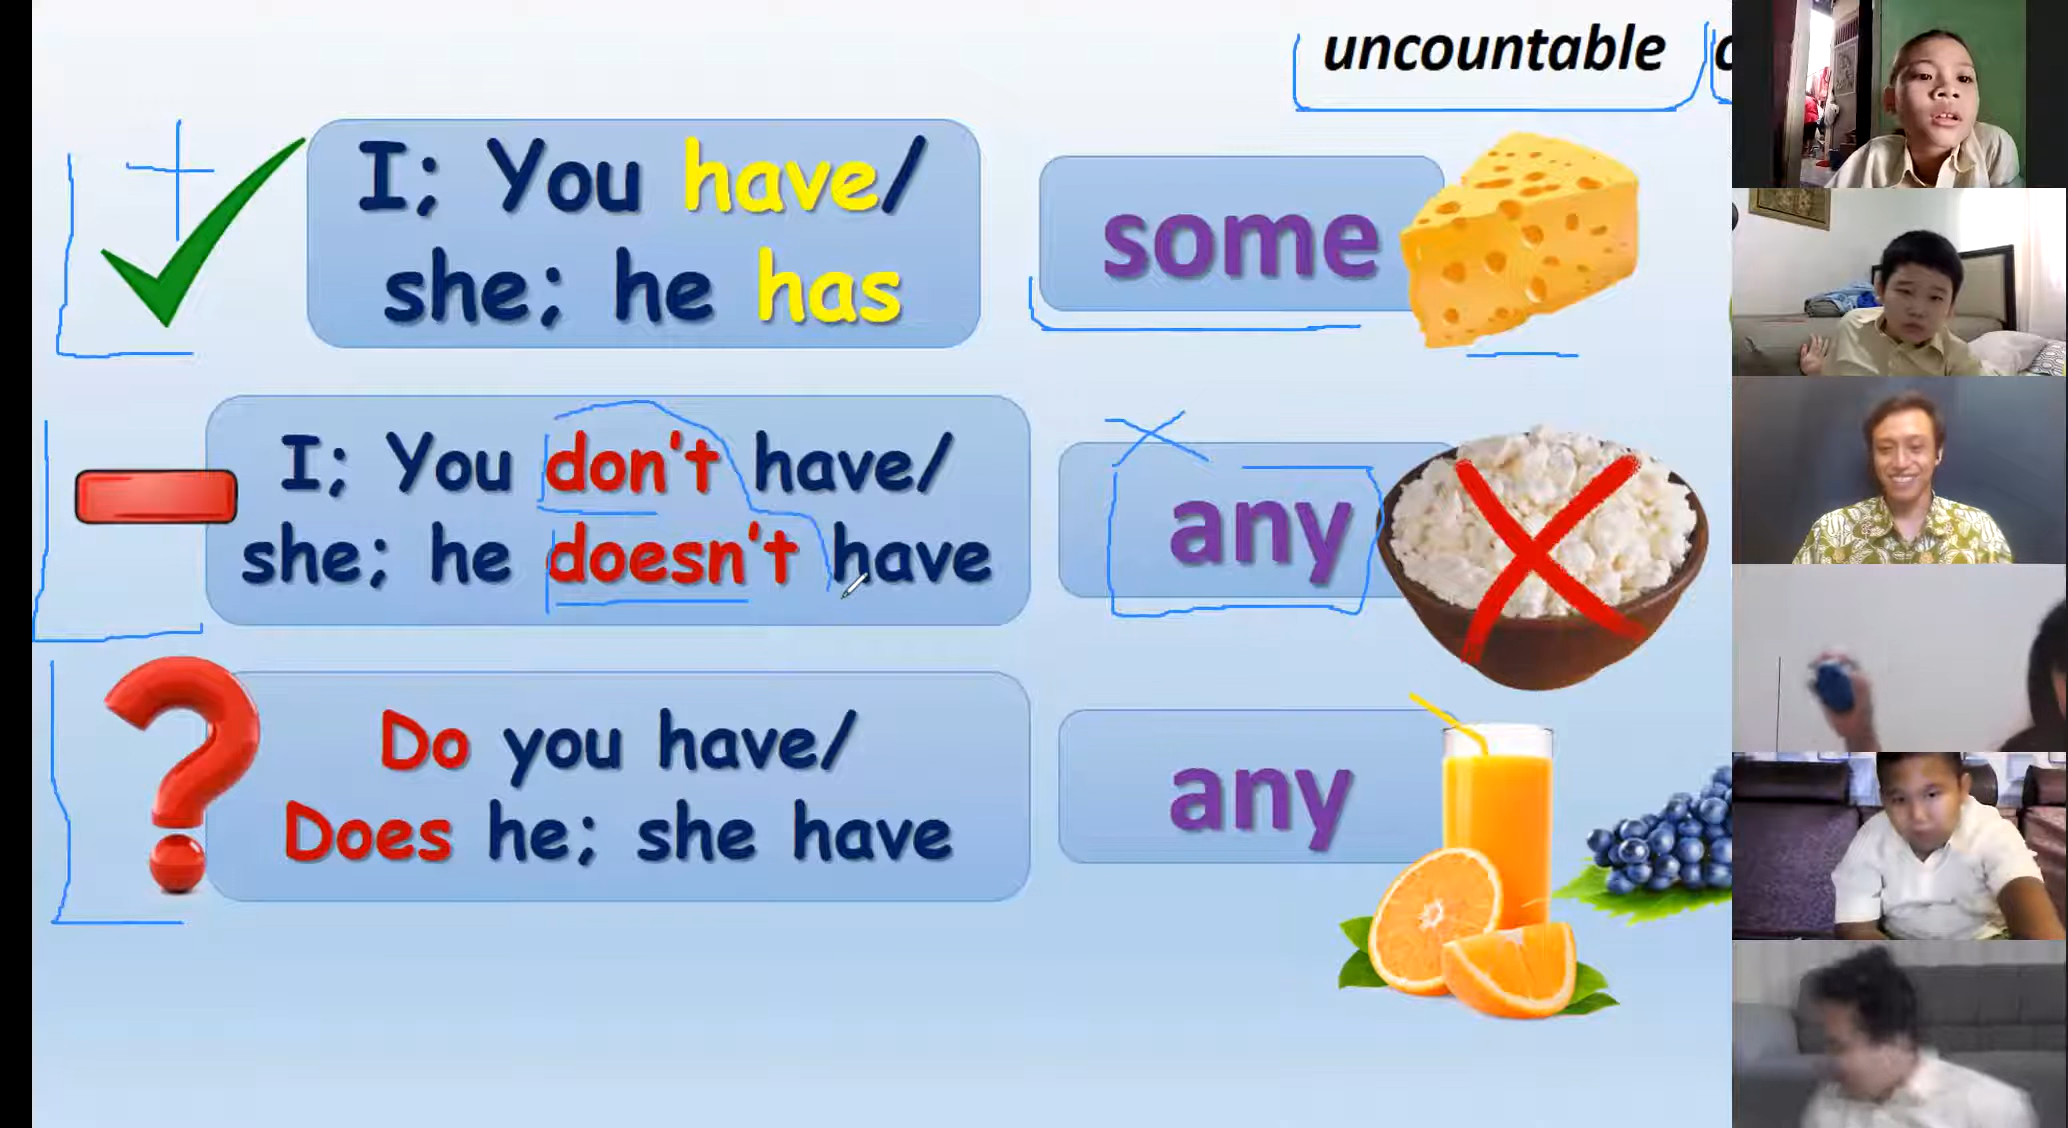 uncountable
I; You have/
she; he has
some
I; You don't have/
she; he doesn't have
any
Do you have/
Does he; she have
any